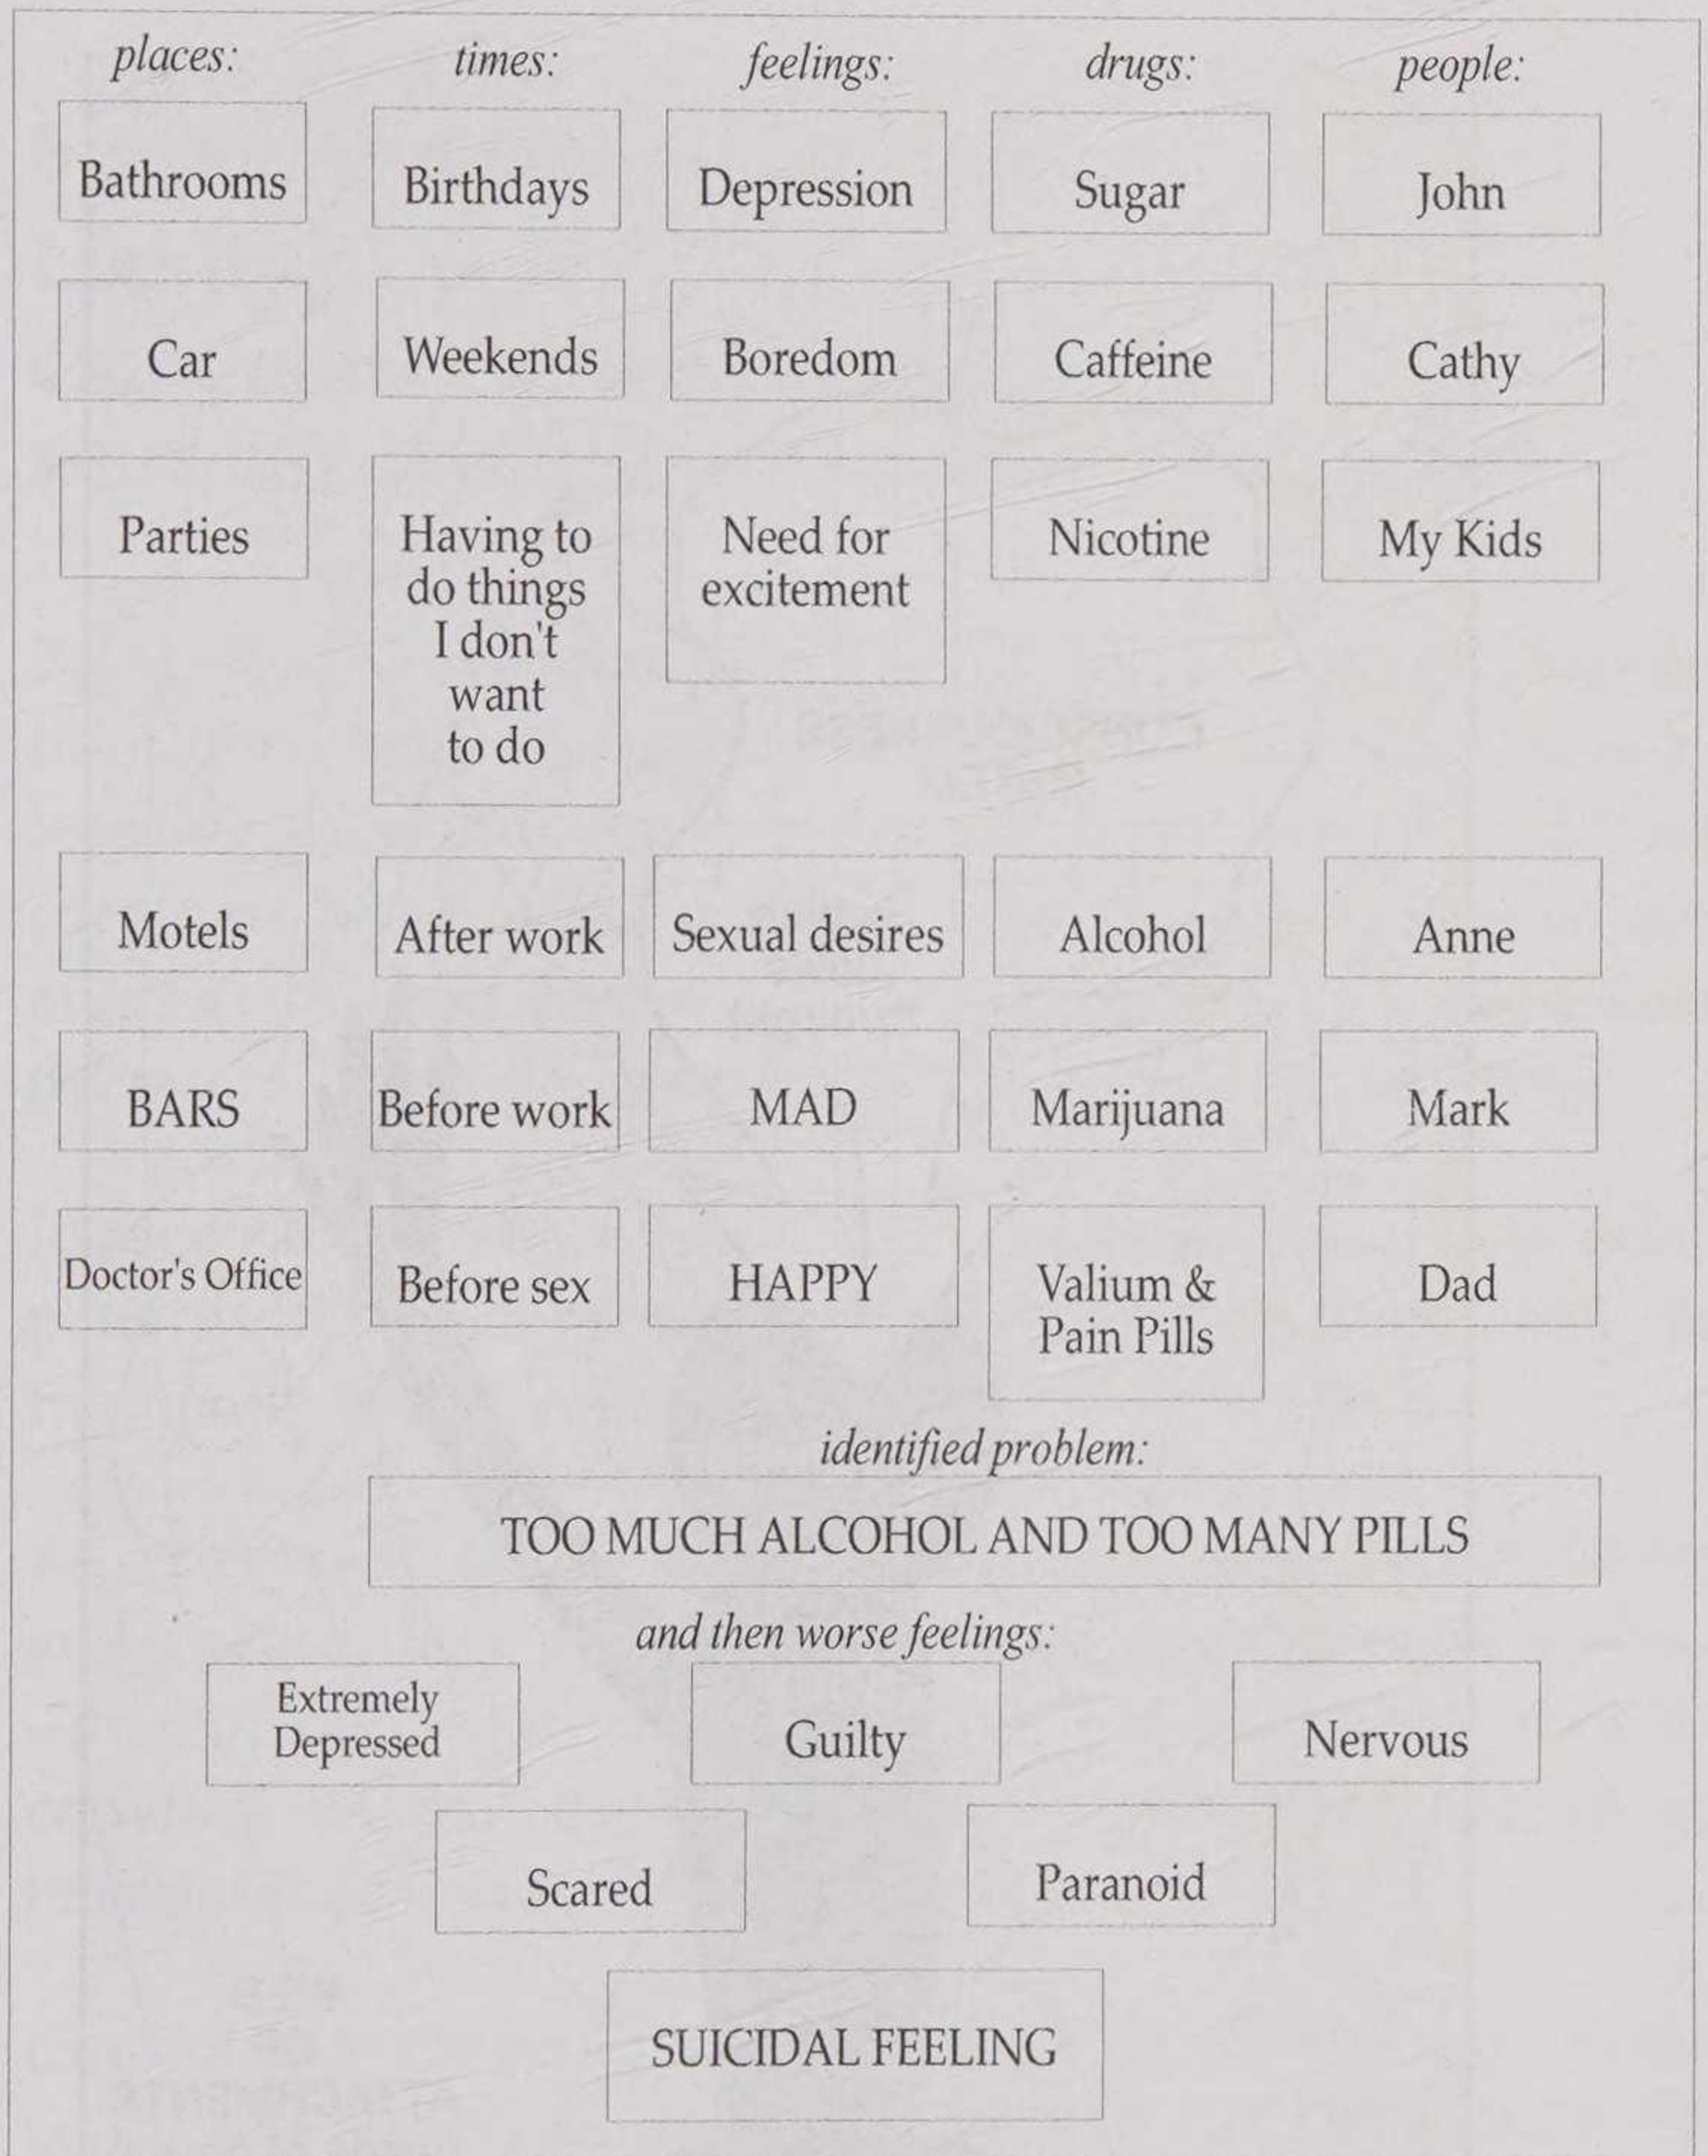 places: times: feelings: drugs: people:
Bathrooms Birthdays Depression Sugar John
Car Weekends Boredom Caffeine Cathy
Parties Having to Need for Nicotine My Kids
do things excitement
I don't
want
to do
Motels After work Sexual desires Alcohol Anne
BARS Before work MAD Marijuana Mark
Doctor's Office Before sex HAPPY Valium & Dad
Pain Pills
identified problem:
TOO MUCH ALCOHOL AND TOO MANY PILLS
and then worse feelings:
Extremely
Depressed Guilty Nervous
Scared Paranoid
SUICIDAL FEELING